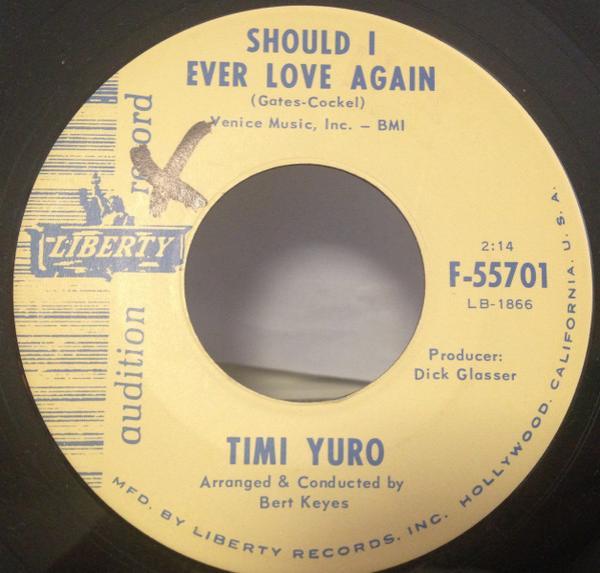 SHOULD I
EVER LOVE AGAIN
(Gates-Cockel)
Venice Music, Inc. – BMI
audition record
LIBERTY
2:14
F-55701
LB-1866
Producer:
Dick Glasser
TIMI YURO
Arranged & Conducted by
Bert Keyes
MFD. BY LIBERTY RECORDS, INC. HOLLYWOOD, CALIFORNIA. U. S. A.